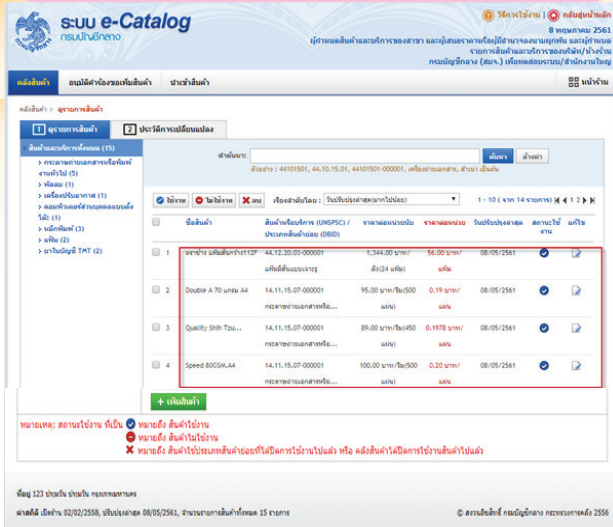 ระบบ e-Catalog
กรมบัญชีกลาง
วิธีการใช้งาน | กลับสู่หน้าหลัก
8 พฤษภาคม 2561
ผู้กำหนดสินค้าและบริการของสาขา และผู้เสนอราคาหรือผู้มีอำนาจลงนามผูกพัน และผู้กำหนด
รายการสินค้าและบริการของบริษัท/ห้างร้าน
กรมบัญชีกลาง (สมจ.) เพื่อทดสอบระบบ/สำนักงานใหญ่
คลังสินค้า อนุมัติคำร้องขอเพิ่มสินค้า นำเข้าสินค้า หน้าร้าน
คลังสินค้า > ดูรายการสินค้า
1 ดูรายการสินค้า 2 ประวัติการเปลี่ยนแปลง
สินค้าและบริการทั้งหมด (15)
> กระดาษถ่ายเอกสารหรือพิมพ์
งานทั่วไป (5)
> พัดลม (1)
> เครื่องปรับอากาศ (1)
> คอมพิวเตอร์ส่วนบุคคลแบบตั้ง
โต๊ะ (1)
> หมึกพิมพ์ (3)
> แฟ้ม (2)
> ยาในบัญชี TMT (2)
คำค้นหา: ค้นหา ล้างค่า
ตัวอย่าง : 44101501, 44.10.15.01, 44101501-000001, เครื่องถ่ายเอกสาร, สำนา เป็นต้น
ใช้งาน ไม่ใช้งาน ลบ เรียงลำดับโดย : วันปรับปรุงล่าสุด(มากไปน้อย) 1 - 10 ( จาก 14 รายการ) 1 2
ชื่อสินค้า สินค้าหรือบริการ (UNSPSC) / ราคาต่อหน่วยนับ ราคาต่อหน่วย วันปรับปรุงล่าสุด สถานะใช้ แก้ไข
ประเภทสินค้าย่อย (DBID) งาน
1 ตราช้าง แฟ้มสันกว้าง112F 44.12.20.03-000001 1,344.00 บาท/ 56.00 บาท/ 08/05/2561
แฟ้มมีสันแบบเจาะรู ลัง(24 แฟ้ม) แฟ้ม
2 Double A 70 แกรม A4 14.11.15.07-000001 95.00 บาท/รีม(500 0.19 บาท/ 08/05/2561
กระดาษถ่ายเอกสารหรือ... แผ่น) แผ่น
3 Quality Shih Tzu... 14.11.15.07-000001 89.00 บาท/รีม(450 0.1978 บาท/ 08/05/2561
กระดาษถ่ายเอกสารหรือ... แผ่น) แผ่น
4 Speed 80GSM.A4 14.11.15.07-000001 100.00 บาท/รีม(500 0.20 บาท/ 08/05/2561
กระดาษถ่ายเอกสารหรือ... แผ่น) แผ่น
+ เพิ่มสินค้า
หมายเหตุ: สถานะใช้งาน ที่เป็น หมายถึง สินค้าใช้งาน
หมายถึง สินค้าไม่ใช้งาน
หมายถึง สินค้าใช้ประเภทสินค้าย่อยที่ได้ปิดการใช้งานไปแล้ว หรือ คลังสินค้าได้ปิดการใช้งานสินค้าไปแล้ว
ที่อยู่ 123 ปทุมวัน ปทุมวัน กรุงเทพมหานคร
ค่าสถิติ เปิดร้าน 02/02/2558, ปรับปรุงล่าสุด 08/05/2561, จำนวนรายการสินค้าทั้งหมด 15 รายการ
© สงวนลิขสิทธิ์ กรมบัญชีกลาง กระทรวงการคลัง 2556